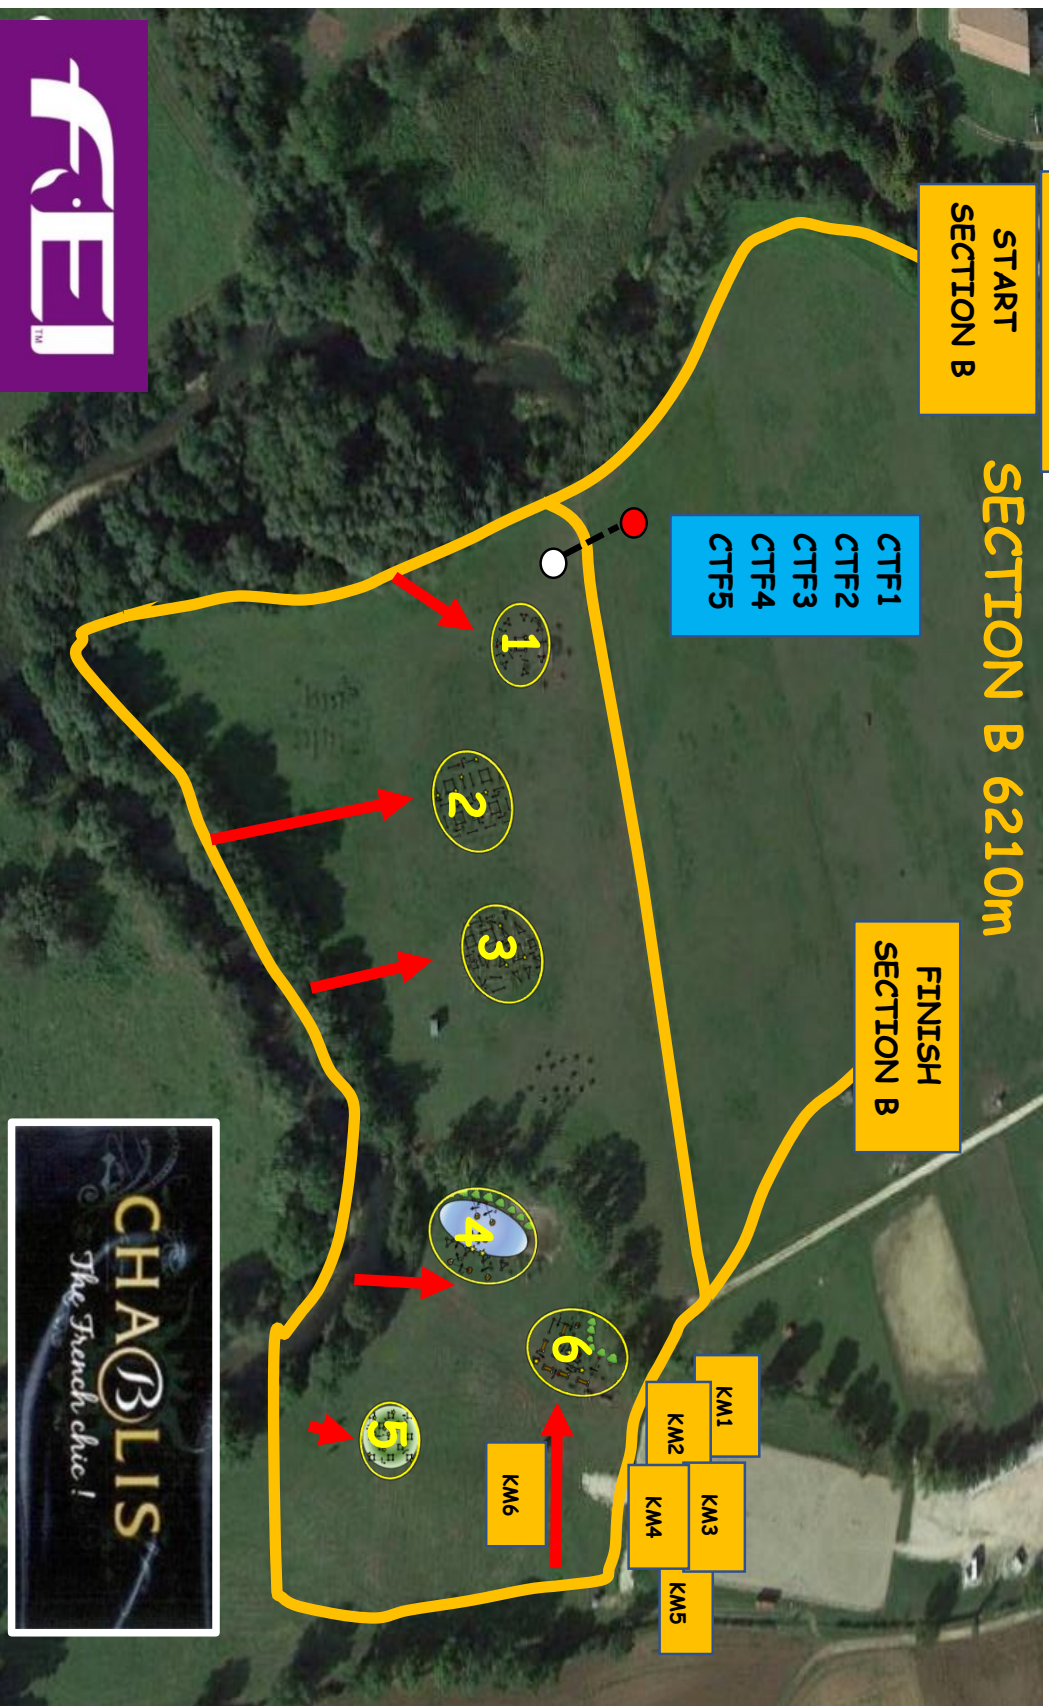 SECTION B 6210m
START
SECTION B
FINISH
SECTION B
CTF1
CTF2
CTF3
CTF4
CTF5
1
2
3
4
5
6
KM1
KM2
KM3
KM4
KM5
KM6
FEI
TM
CHABLIS
The French chic !